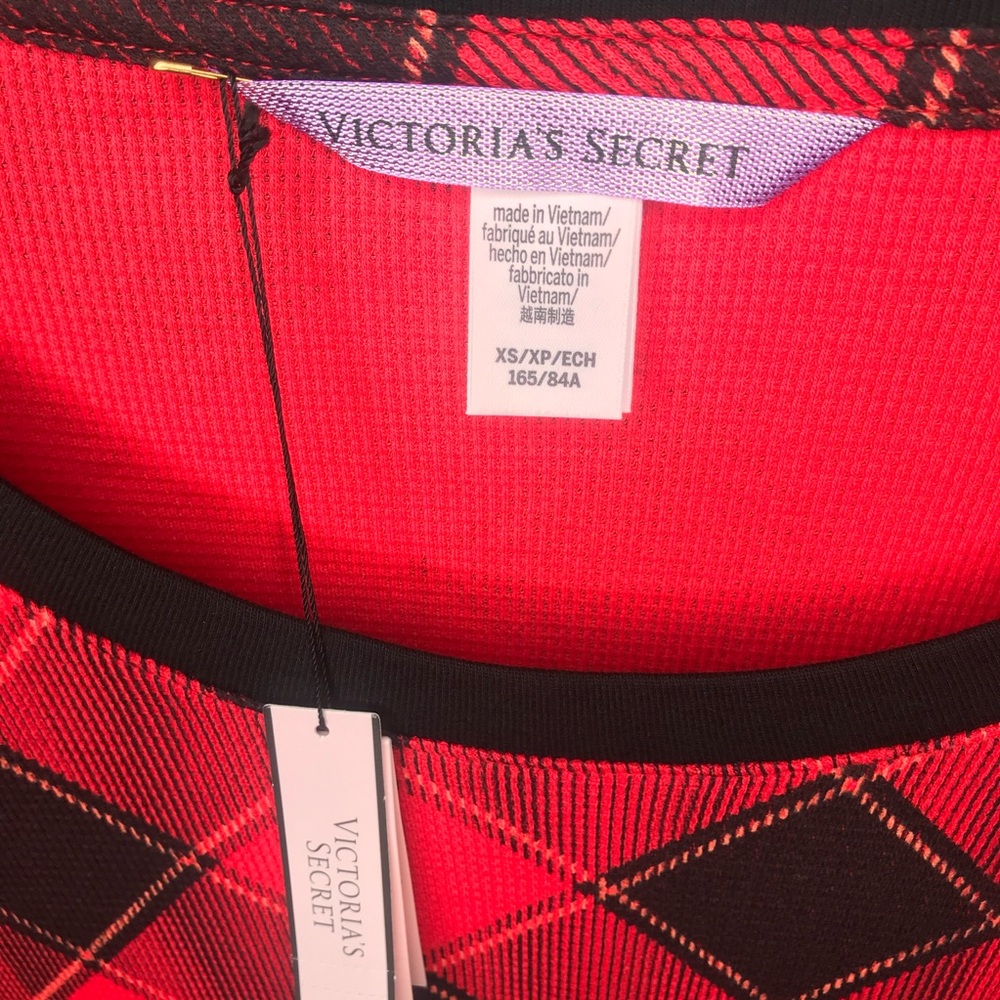 VICTORIA'S SECRET
made in Vietnam/
fabriqué au Vietnam/
hecho en Vietnam/
fabbricato in
Vietnam/
越南制造
XS/XP/ECH
165/84A
VICTORIA'S
SECRET